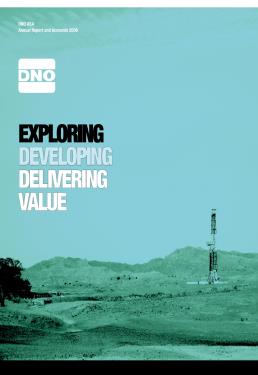 DNO ASA
Annual Report and Accounts 2006
DNO
EXPLORING
DEVELOPING
DELIVERING
VALUE